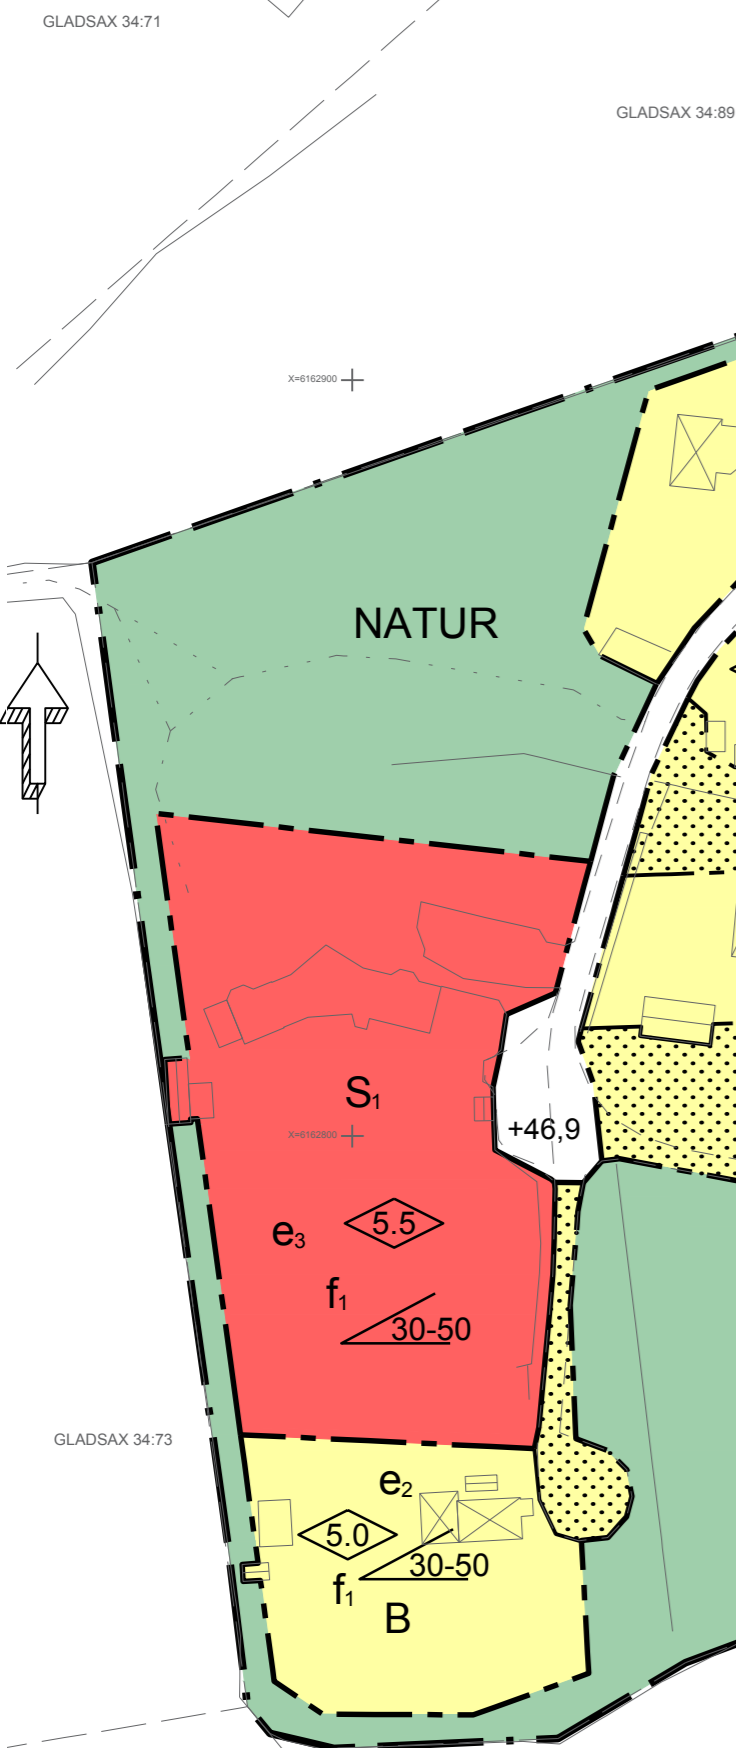 GLADSAX 34:71
GLADSAX 34:89
X=6162900
NATUR
S1
+46,9
X=6162800
5.5
e3
f1
30-50
GLADSAX 34:73
e2
5.0
30-50
f1
B